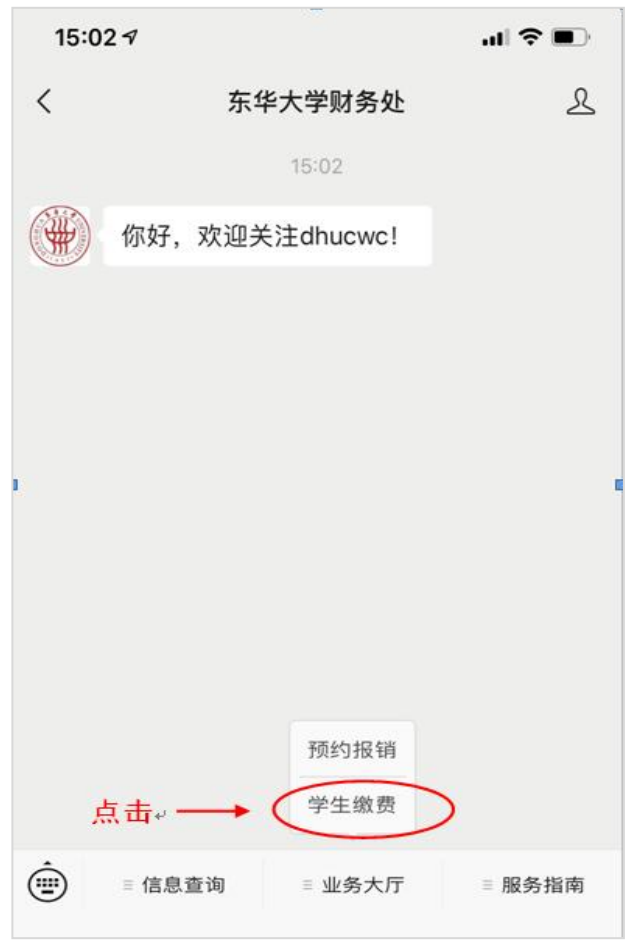 15:02
东华大学财务处
15:02
你好，欢迎关注dhucwc!
预约报销
点击
学生缴费
信息查询
业务大厅
服务指南